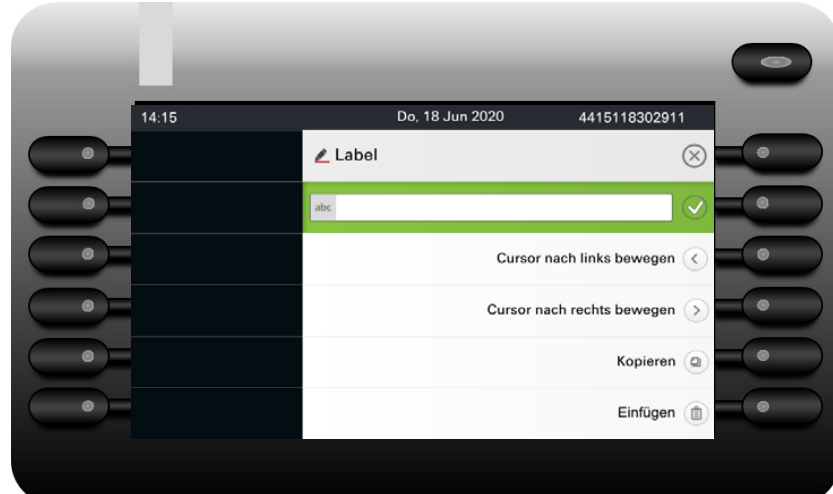 14:15 Do, 18 Jun 2020 4415118302911
Label
abc
Cursor nach links bewegen
Cursor nach rechts bewegen
Kopieren
Einfügen